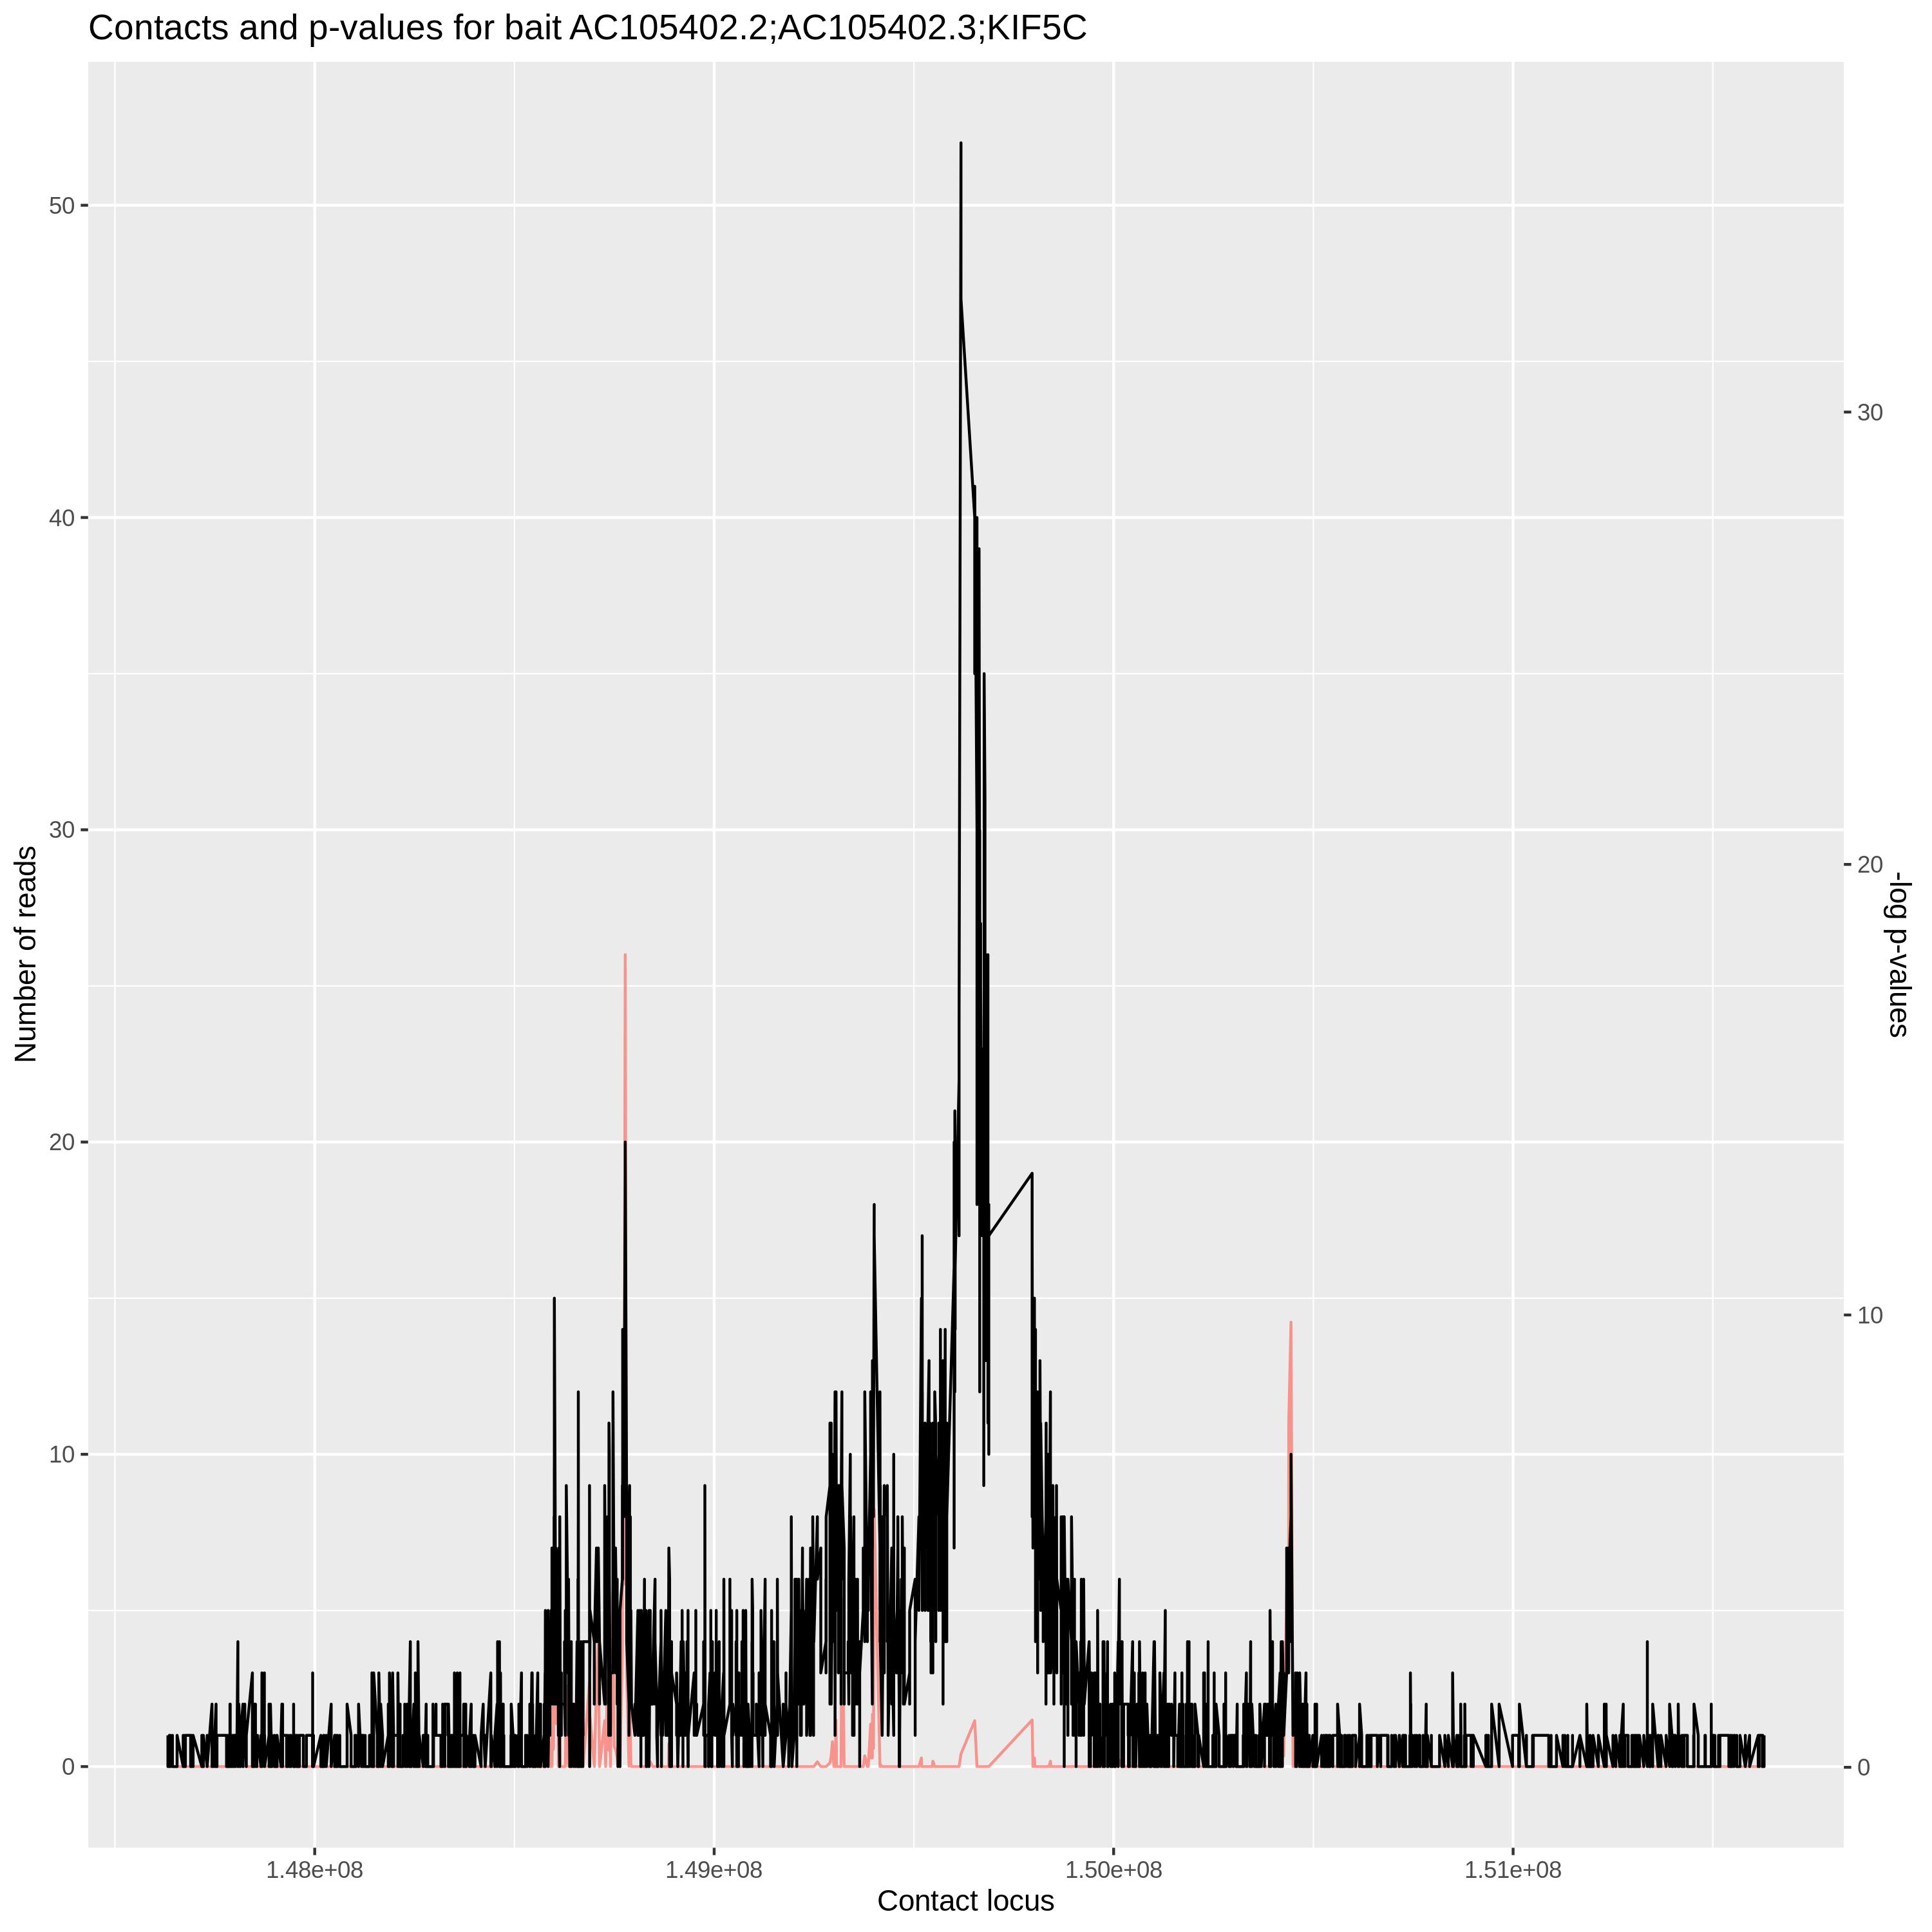 Contacts and p-values for bait AC105402.2;AC105402.3;KIF5C
Number of reads
50
40
30
20
10
0
30
20
10
0
-log p-values
1.48e+08
1.49e+08
1.50e+08
1.51e+08
Contact locus